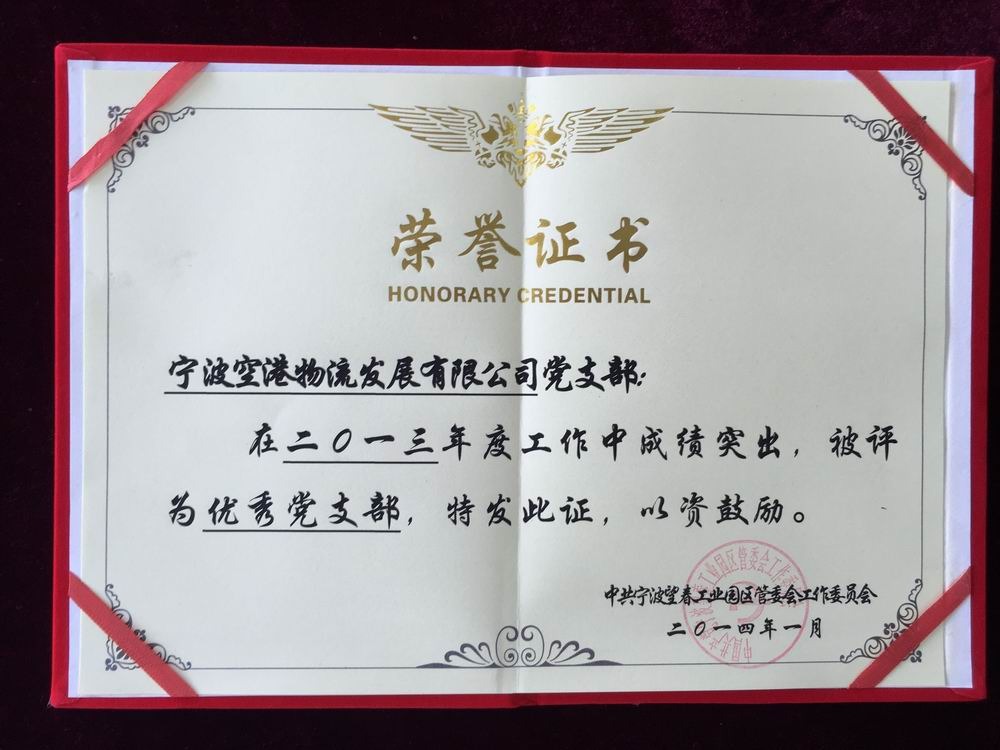 荣誉证书
HONORARY CREDENTIAL
宁波空港物流发展有限公司党支部:
在二〇一三年度工作中成绩突出，被评
为优秀党支部，特发此证，以资鼓励。
中共宁波望春工业园区管委会工作委员会
二〇一四年一月